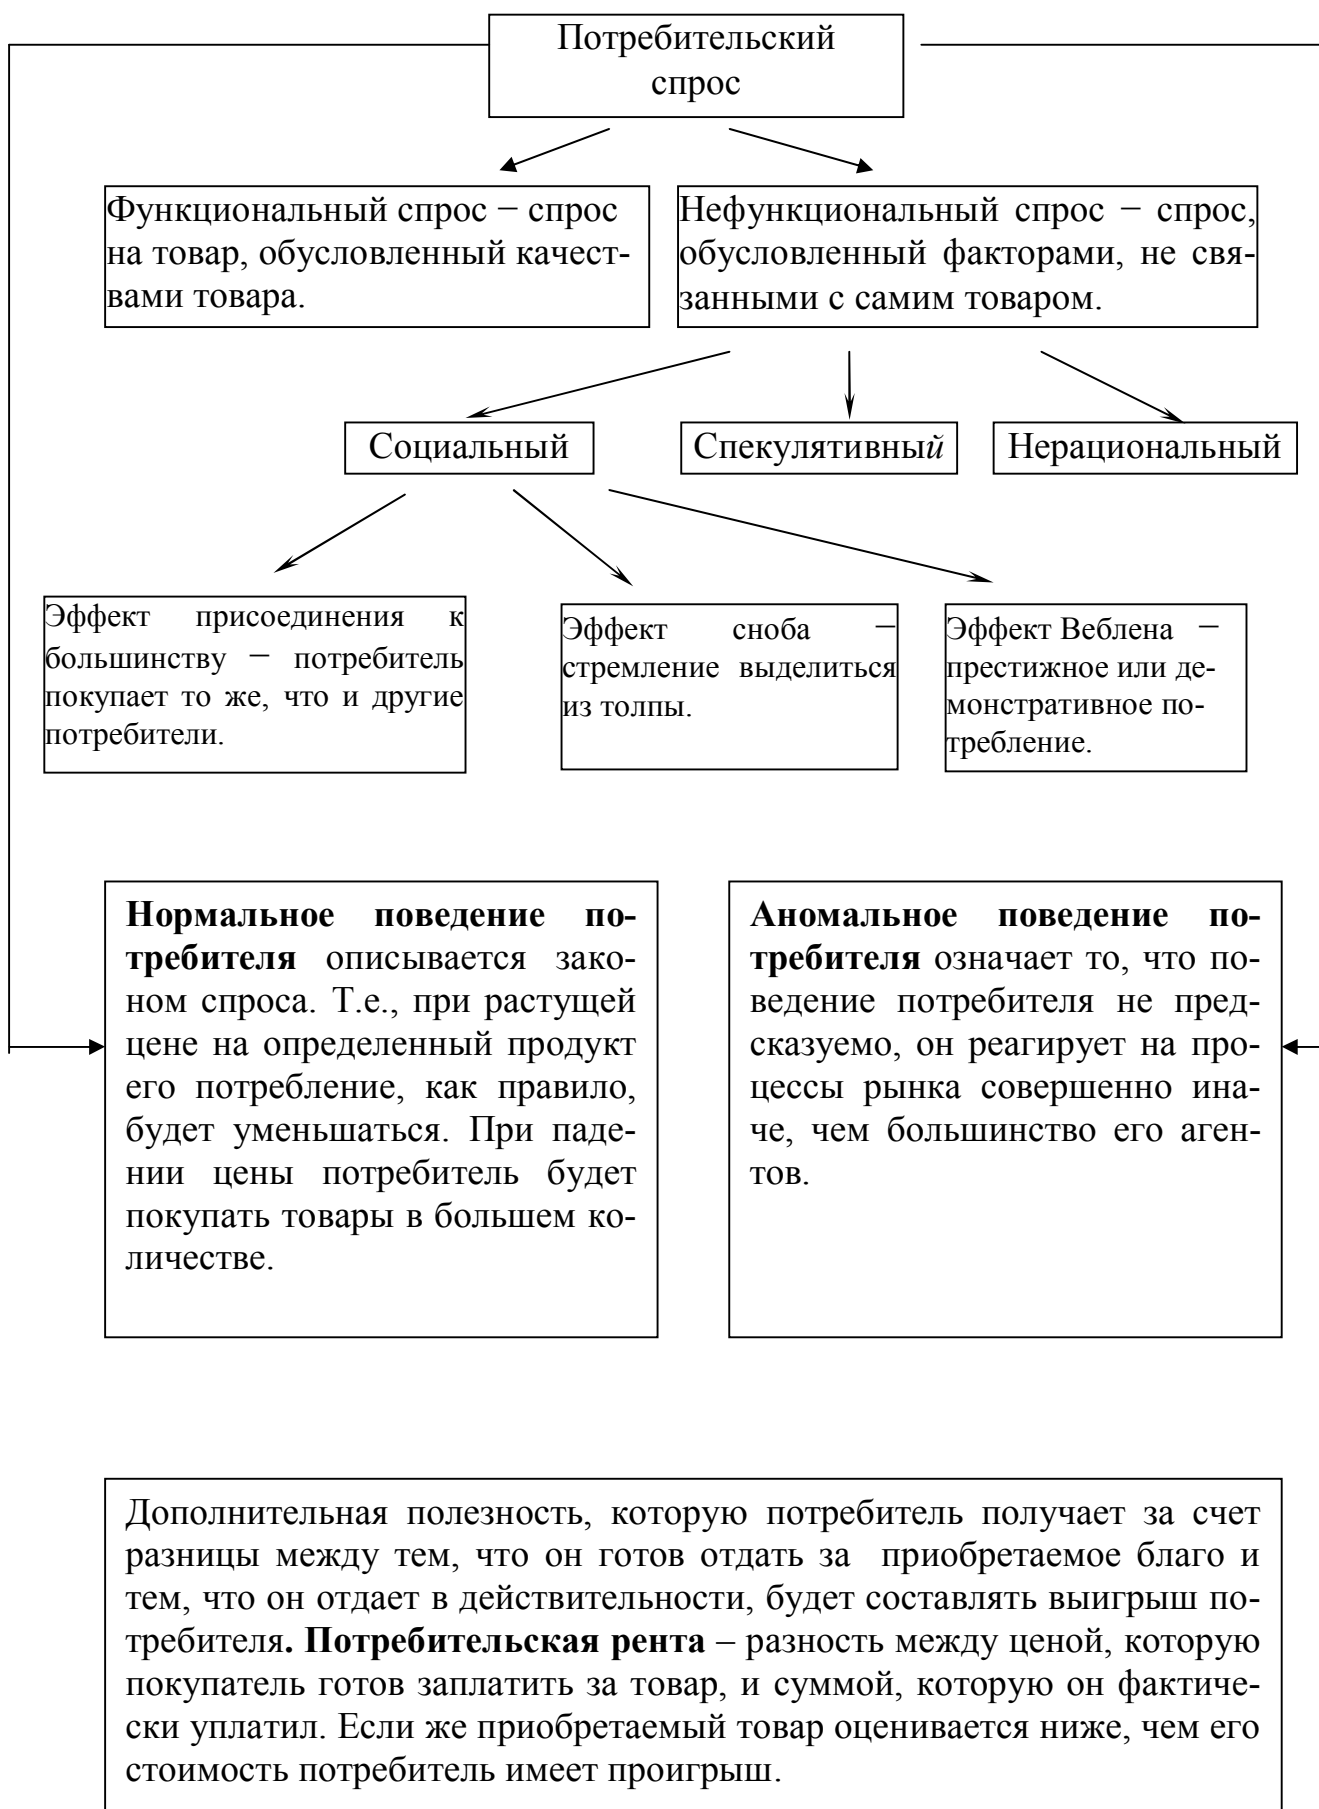 Потребительский
спрос
Функциональный спрос − спрос
на товар, обусловленный качест-
вами товара.
Нефункциональный спрос − спрос,
обусловленный факторами, не свя-
занными с самим товаром.
Социальный
Спекулятивный
Нерациональный
Эффект присоединения к
большинству − потребитель
покупает то же, что и другие
потребители.
Эффект сноба −
стремление выделиться
из толпы.
Эффект Веблена −
престижное или де-
монстративное по-
требление.
Нормальное поведение по-
требителя описывается зако-
ном спроса. Т.е., при растущей
цене на определенный продукт
его потребление, как правило,
будет уменьшаться. При паде-
нии цены потребитель будет
покупать товары в большем ко-
личестве.
Аномальное поведение по-
требителя означает то, что по-
ведение потребителя не пред-
сказуемо, он реагирует на про-
цессы рынка совершенно ина-
че, чем большинство его аген-
тов.
Дополнительная полезность, которую потребитель получает за счет
разницы между тем, что он готов отдать за приобретаемое благо и
тем, что он отдает в действительности, будет составлять выигрыш по-
требителя. Потребительская рента – разность между ценой, которую
покупатель готов заплатить за товар, и суммой, которую он фактиче-
ски уплатил. Если же приобретаемый товар оценивается ниже, чем его
стоимость потребитель имеет проигрыш.